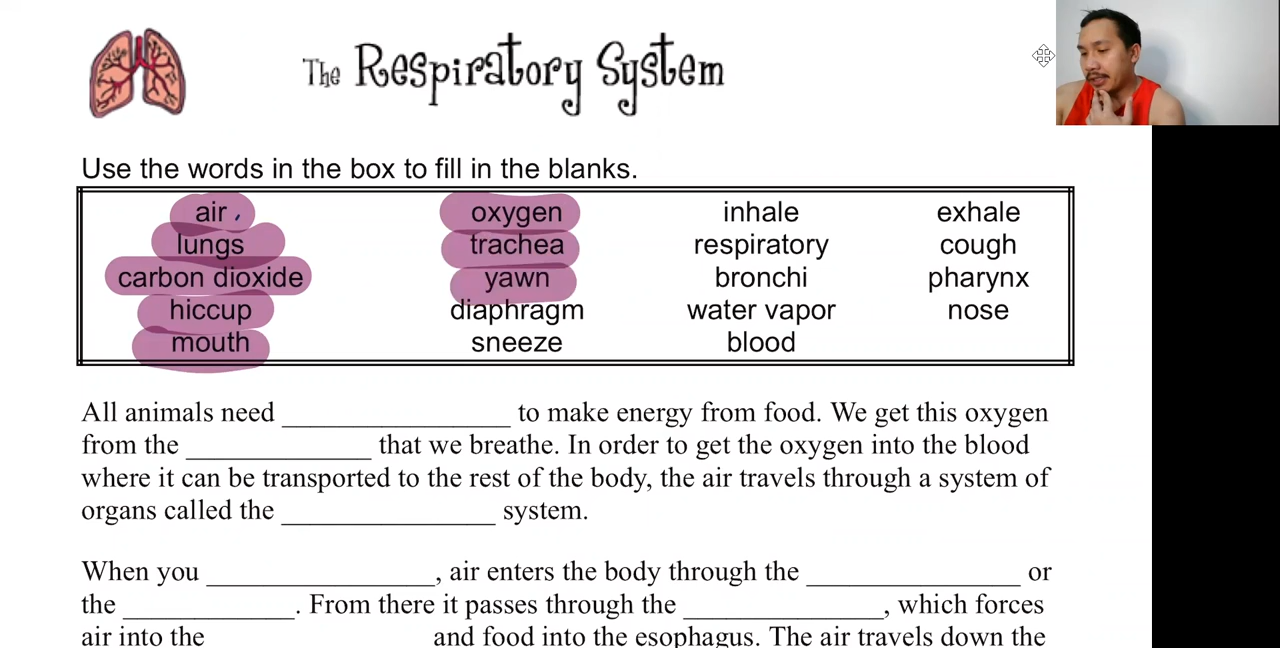 The Respiratory System
Use the words in the box to fill in the blanks.
air oxygen inhale exhale
lungs trachea respiratory cough
carbon dioxide yawn bronchi pharynx
hiccup diaphragm water vapor nose
mouth sneeze blood
All animals need ________________ to make energy from food. We get this oxygen
from the _____________ that we breathe. In order to get the oxygen into the blood
where it can be transported to the rest of the body, the air travels through a system of
organs called the _______________ system.
When you ________________, air enters the body through the _______________ or
the ____________. From there it passes through the ______________, which forces
air into the and food into the esophagus. The air travels down the